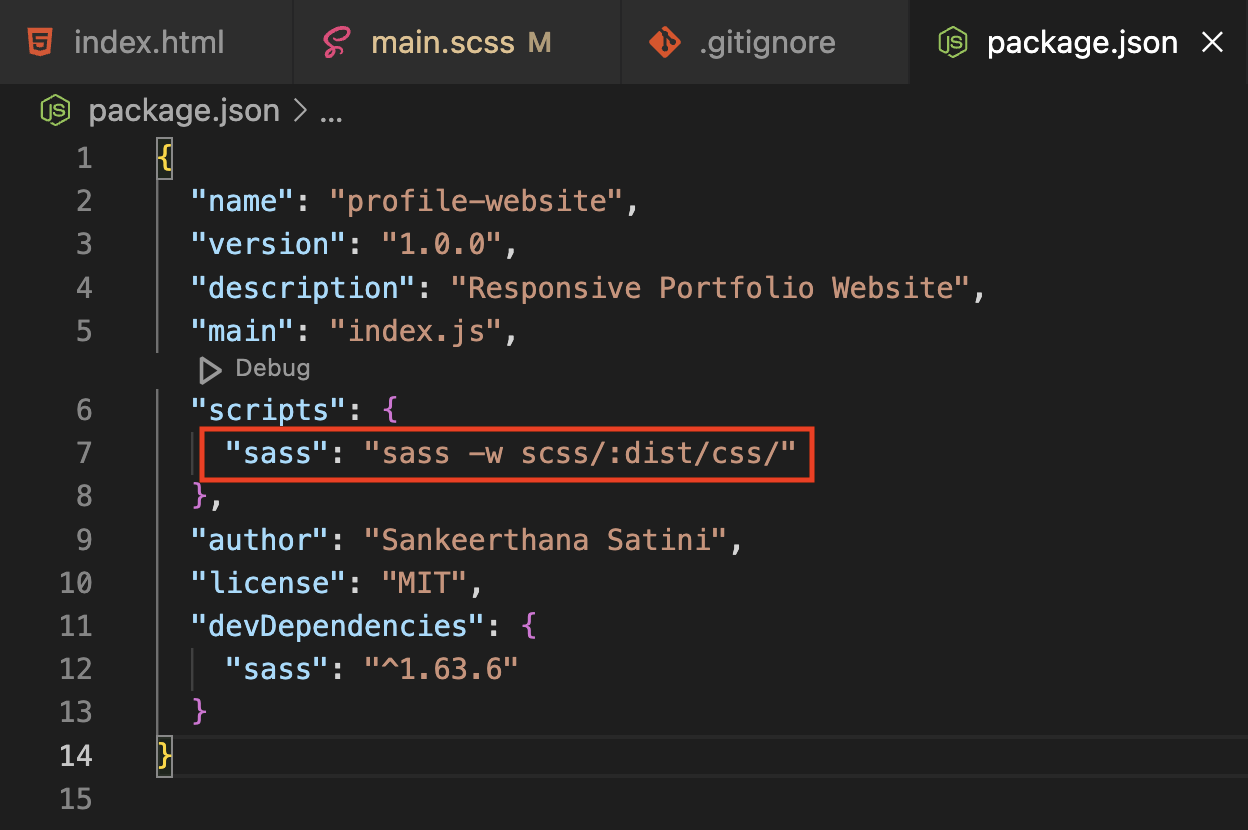 index.html main.scss M .gitignore package.json
package.json > ...
1 {
2 "name": "profile-website",
3 "version": "1.0.0",
4 "description": "Responsive Portfolio Website",
5 "main": "index.js",
Debug
6 "scripts": {
7 "sass": "sass -w scss/:dist/css/"
8 },
9 "author": "Sankeerthana Satini",
10 "license": "MIT",
11 "devDependencies": {
12 "sass": "^1.63.6"
13 }
14 }
15